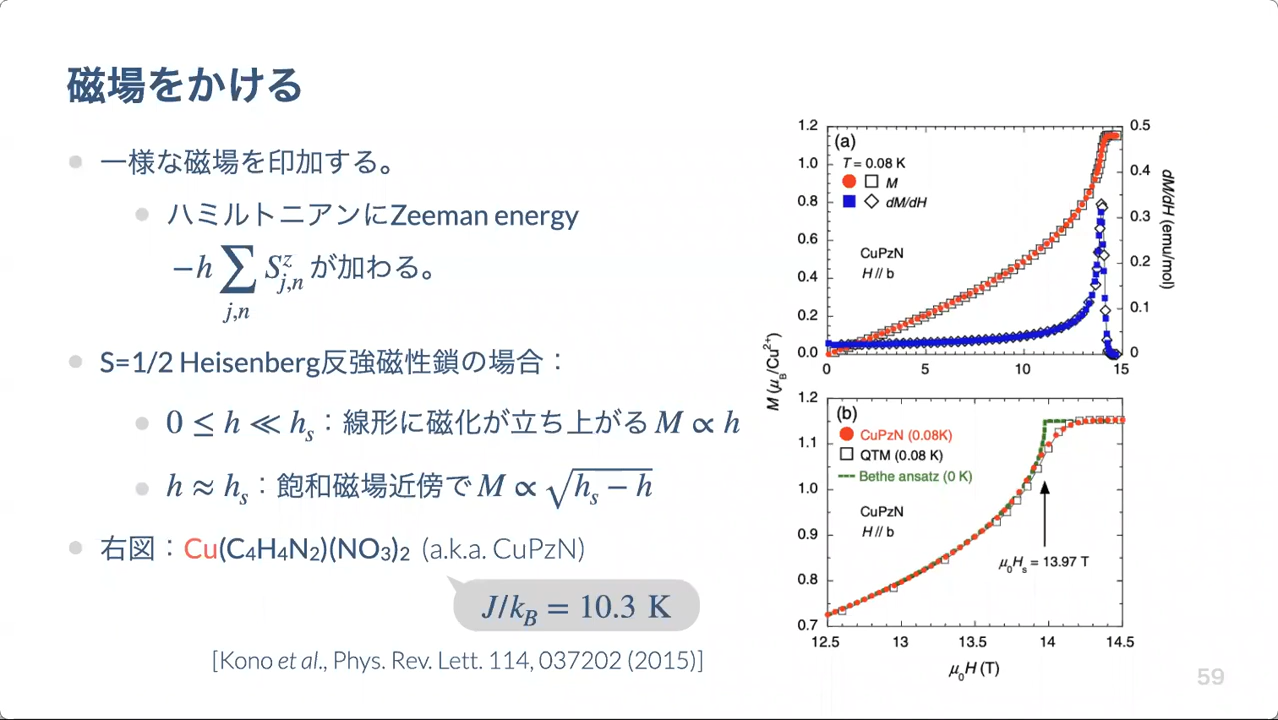 磁場をかける
一様な磁場を印加する。
ハミルトニアンにZeeman energy
−h ∑_{j,n} S^z_{j,n} が加わる。
S=1/2 Heisenberg反強磁性鎖の場合：
0 ≤ h ≪ h_s：線形に磁化が立ち上がる M ∝ h
h ≈ h_s：飽和磁場近傍で M ∝ √(h_s − h)
右図：Cu(C₄H₄N₂)(NO₃)₂ (a.k.a. CuPzN)
J/k_B = 10.3 K
[Kono et al., Phys. Rev. Lett. 114, 037202 (2015)]
M (μ_B/Cu²⁺)
1.2
1.0
0.8
0.6
0.4
0.2
0.0
(a)
T = 0.08 K
M
dM/dH
CuPzN
H // b
0.5
0.4
0.3
0.2
0.1
0
dM/dH (emu/mol)
0 5 10 15
1.2
1.1
1.0
0.9
0.8
0.7
(b)
CuPzN (0.08K)
QTM (0.08 K)
Bethe ansatz (0 K)
CuPzN
H // b
μ₀H_s = 13.97 T
12.5 13 13.5 14 14.5
μ₀H (T)
59